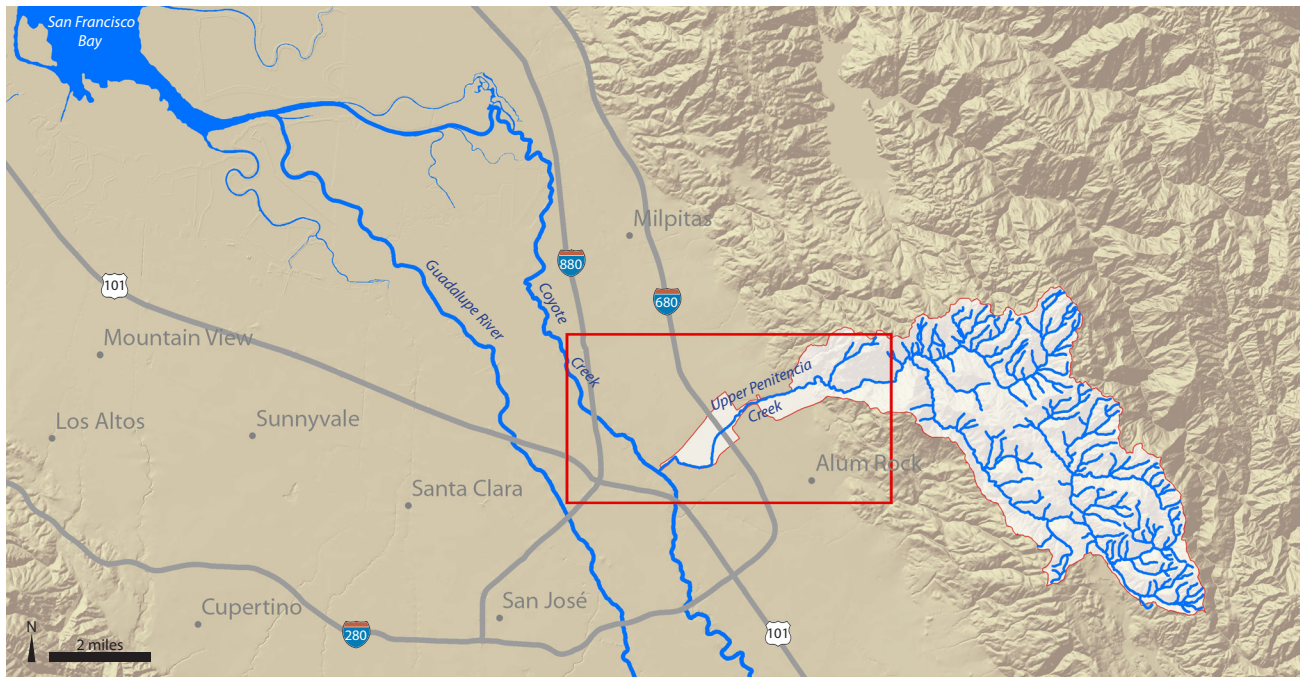 San Francisco
Bay
Milpitas
880
680
101
Guadalupe River
Coyote
Creek
Mountain View
Upper Penitencia
Creek
Los Altos
Sunnyvale
Alum Rock
Santa Clara
San José
Cupertino
280
101
N
2 miles